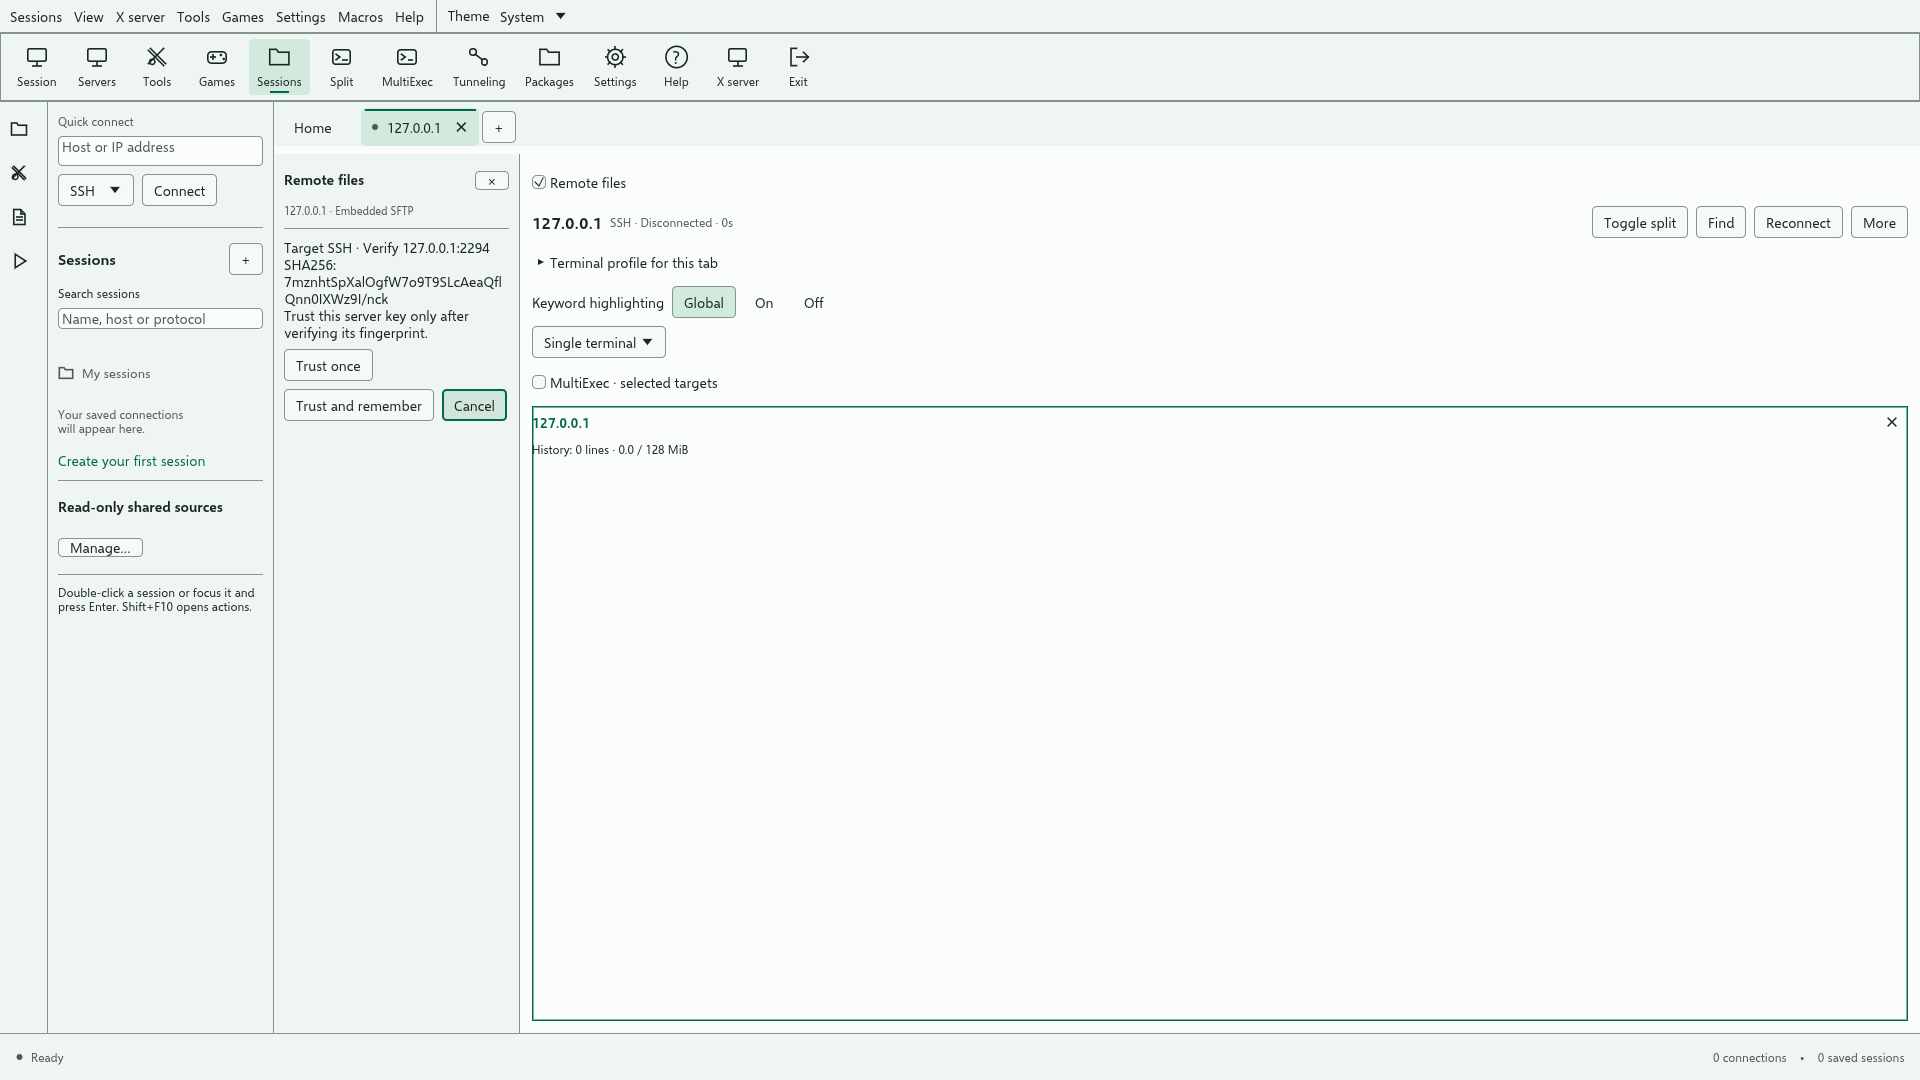 Sessions View X server Tools Games Settings Macros Help Theme System
Session Servers Tools Games Sessions Split MultiExec Tunneling Packages Settings Help X server Exit
Quick connect
Host or IP address
SSH Connect
Sessions +
Search sessions
Name, host or protocol
My sessions
Your saved connections
will appear here.
Create your first session
Read-only shared sources
Manage...
Double-click a session or focus it and
press Enter. Shift+F10 opens actions.
Home 127.0.0.1 +
Remote files ×
127.0.0.1 · Embedded SFTP
Target SSH · Verify 127.0.0.1:2294
SHA256:
7mznhtSpXalOgfW7o9T9SLcAeaQfl
Qnn0IXWz9I/nck
Trust this server key only after
verifying its fingerprint.
Trust once
Trust and remember Cancel
Remote files
127.0.0.1 SSH · Disconnected · 0s Toggle split Find Reconnect More
Terminal profile for this tab
Keyword highlighting Global On Off
Single terminal
MultiExec · selected targets
127.0.0.1
History: 0 lines · 0.0 / 128 MiB
Ready 0 connections • 0 saved sessions